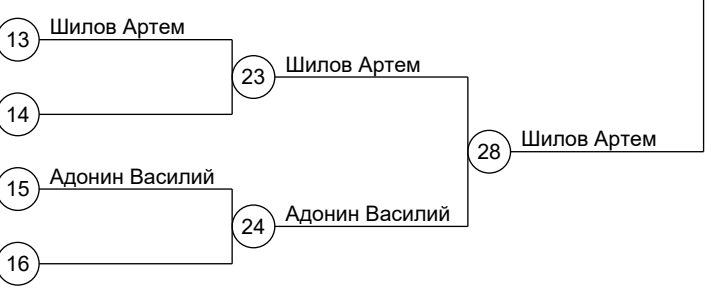 13 Шилов Артем
23 Шилов Артем
14
28 Шилов Артем
15 Адонин Василий
24 Адонин Василий
16